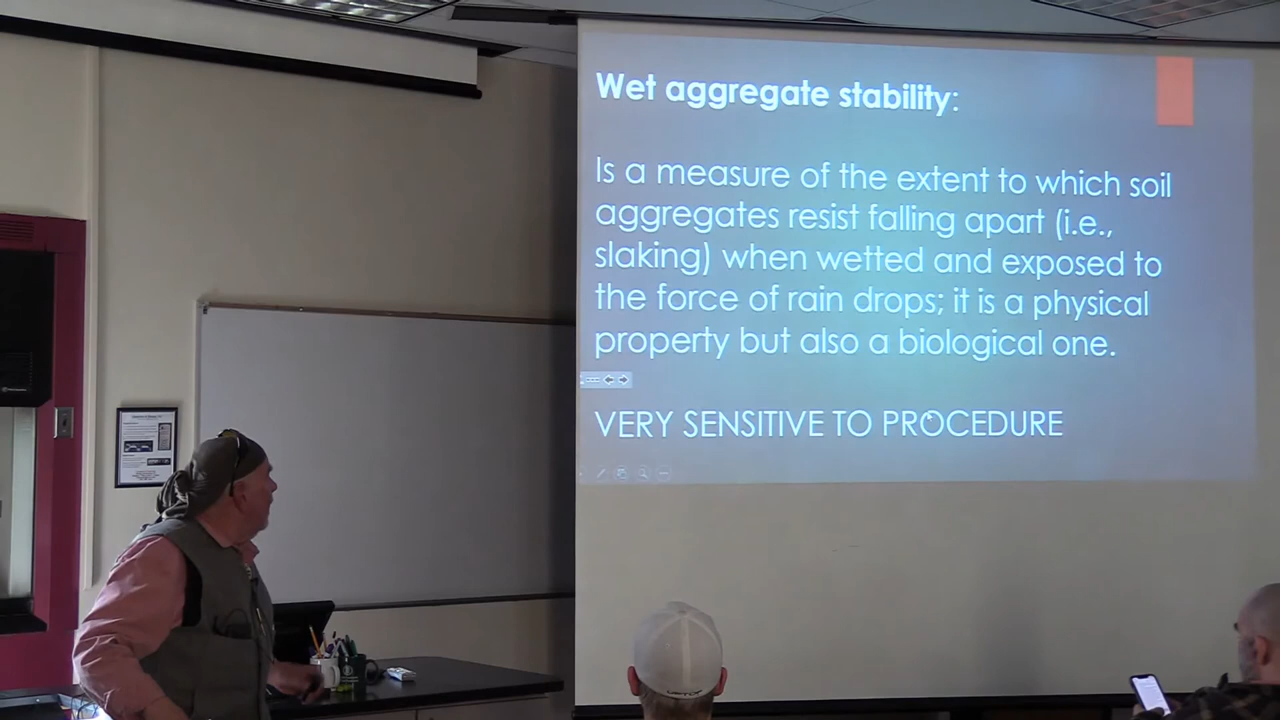 Wet aggregate stability:
Is a measure of the extent to which soil
aggregates resist falling apart (i.e.,
slaking) when wetted and exposed to
the force of rain drops; it is a physical
property but also a biological one.
VERY SENSITIVE TO PROCEDURE